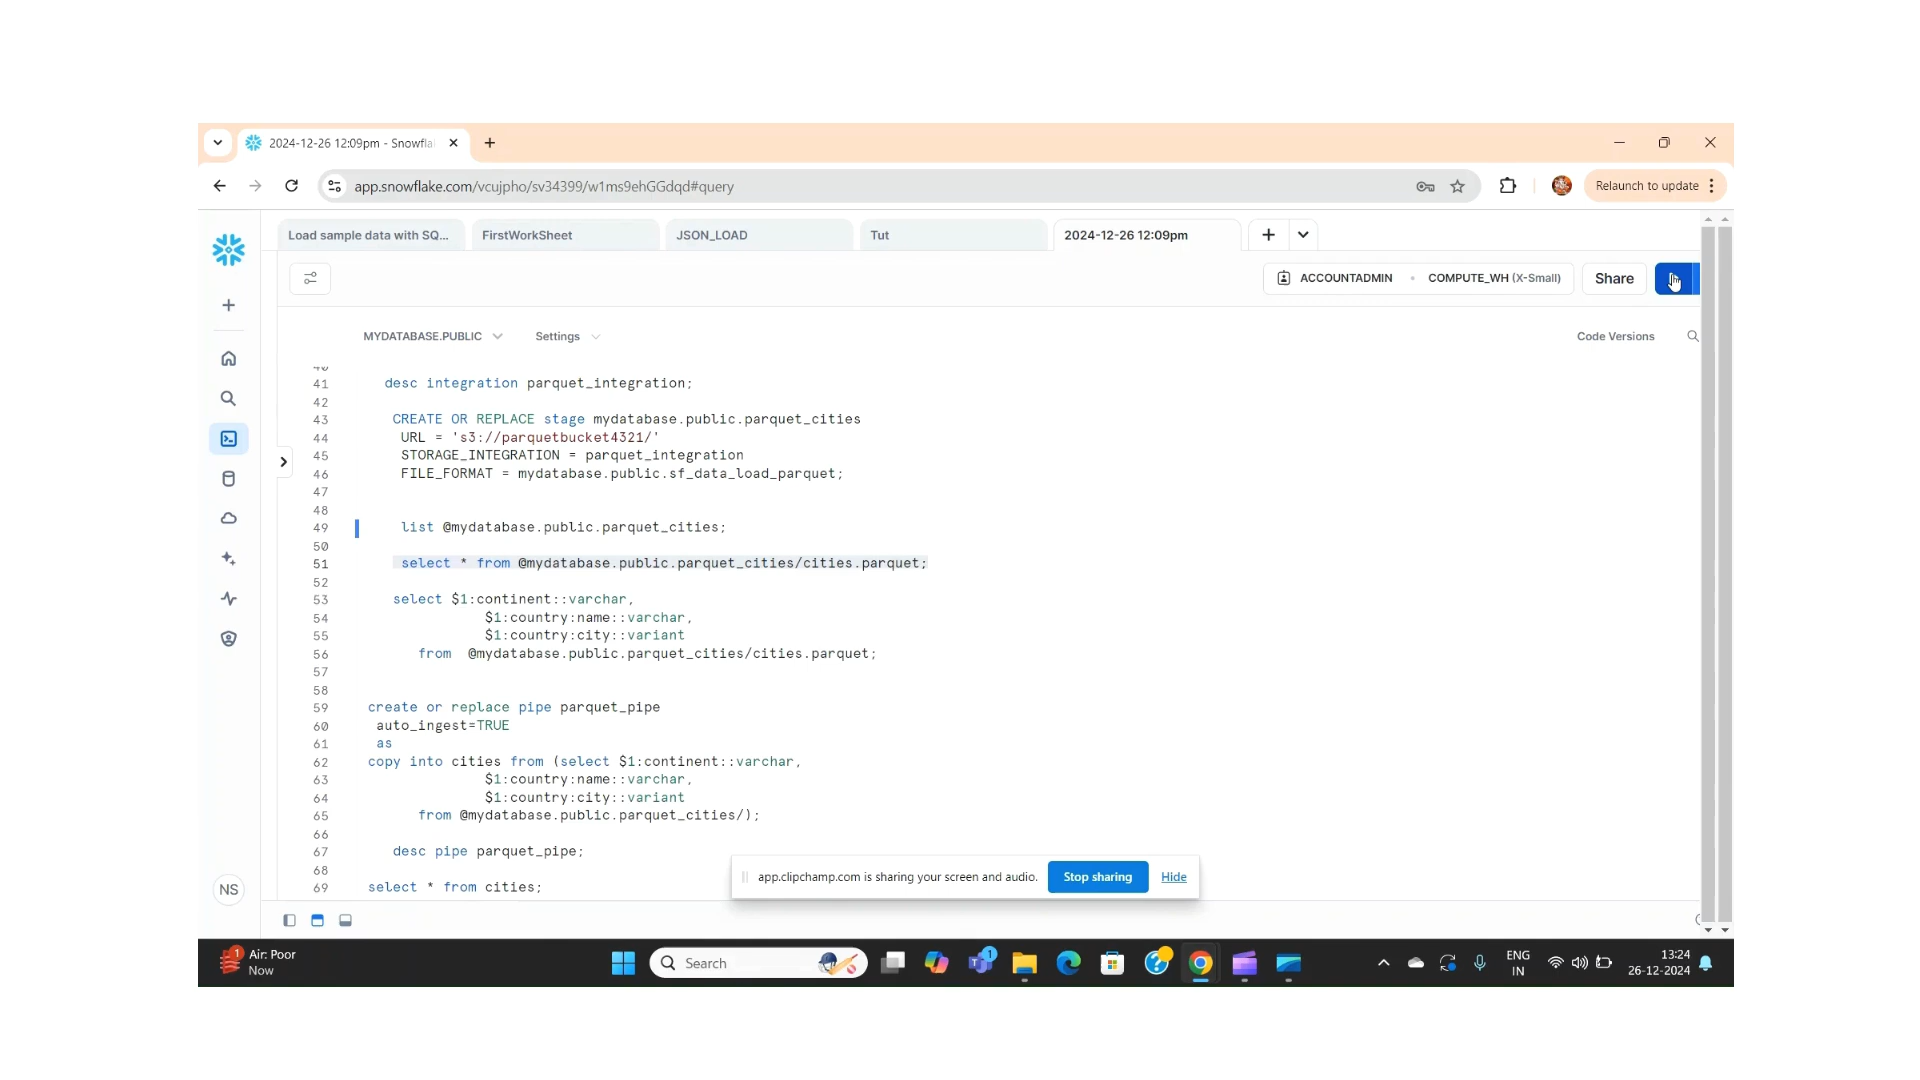 2024-12-26 12:09pm - Snowfla
app.snowflake.com/vcujpho/sv34399/w1ms9ehGGdqd#query
Relaunch to update
Load sample data with SQ...
FirstWorkSheet
JSON_LOAD
Tut
2024-12-26 12:09pm
ACCOUNTADMIN
COMPUTE_WH (X-Small)
Share
MYDATABASE.PUBLIC
Settings
Code Versions
40
41 desc integration parquet_integration;
42
43 CREATE OR REPLACE stage mydatabase.public.parquet_cities
44 URL = 's3://parquetbucket4321/'
45 STORAGE_INTEGRATION = parquet_integration
46 FILE_FORMAT = mydatabase.public.sf_data_load_parquet;
47
48
49 list @mydatabase.public.parquet_cities;
50
51 select * from @mydatabase.public.parquet_cities/cities.parquet;
52
53 select $1:continent::varchar,
54 $1:country:name::varchar,
55 $1:country:city::variant
56 from @mydatabase.public.parquet_cities/cities.parquet;
57
58
59 create or replace pipe parquet_pipe
60 auto_ingest=TRUE
61 as
62 copy into cities from (select $1:continent::varchar,
63 $1:country:name::varchar,
64 $1:country:city::variant
65 from @mydatabase.public.parquet_cities/);
66
67 desc pipe parquet_pipe;
68
69 select * from cities;
NS
app.clipchamp.com is sharing your screen and audio.
Stop sharing
Hide
1
Air: Poor
Now
Search
1
ENG
IN
13:24
26-12-2024